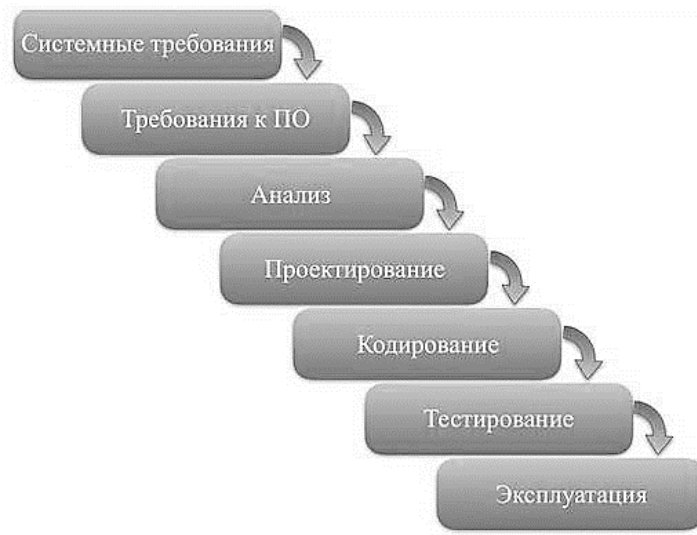 Системные требования
Требования к ПО
Анализ
Проектирование
Кодирование
Тестирование
Эксплуатация